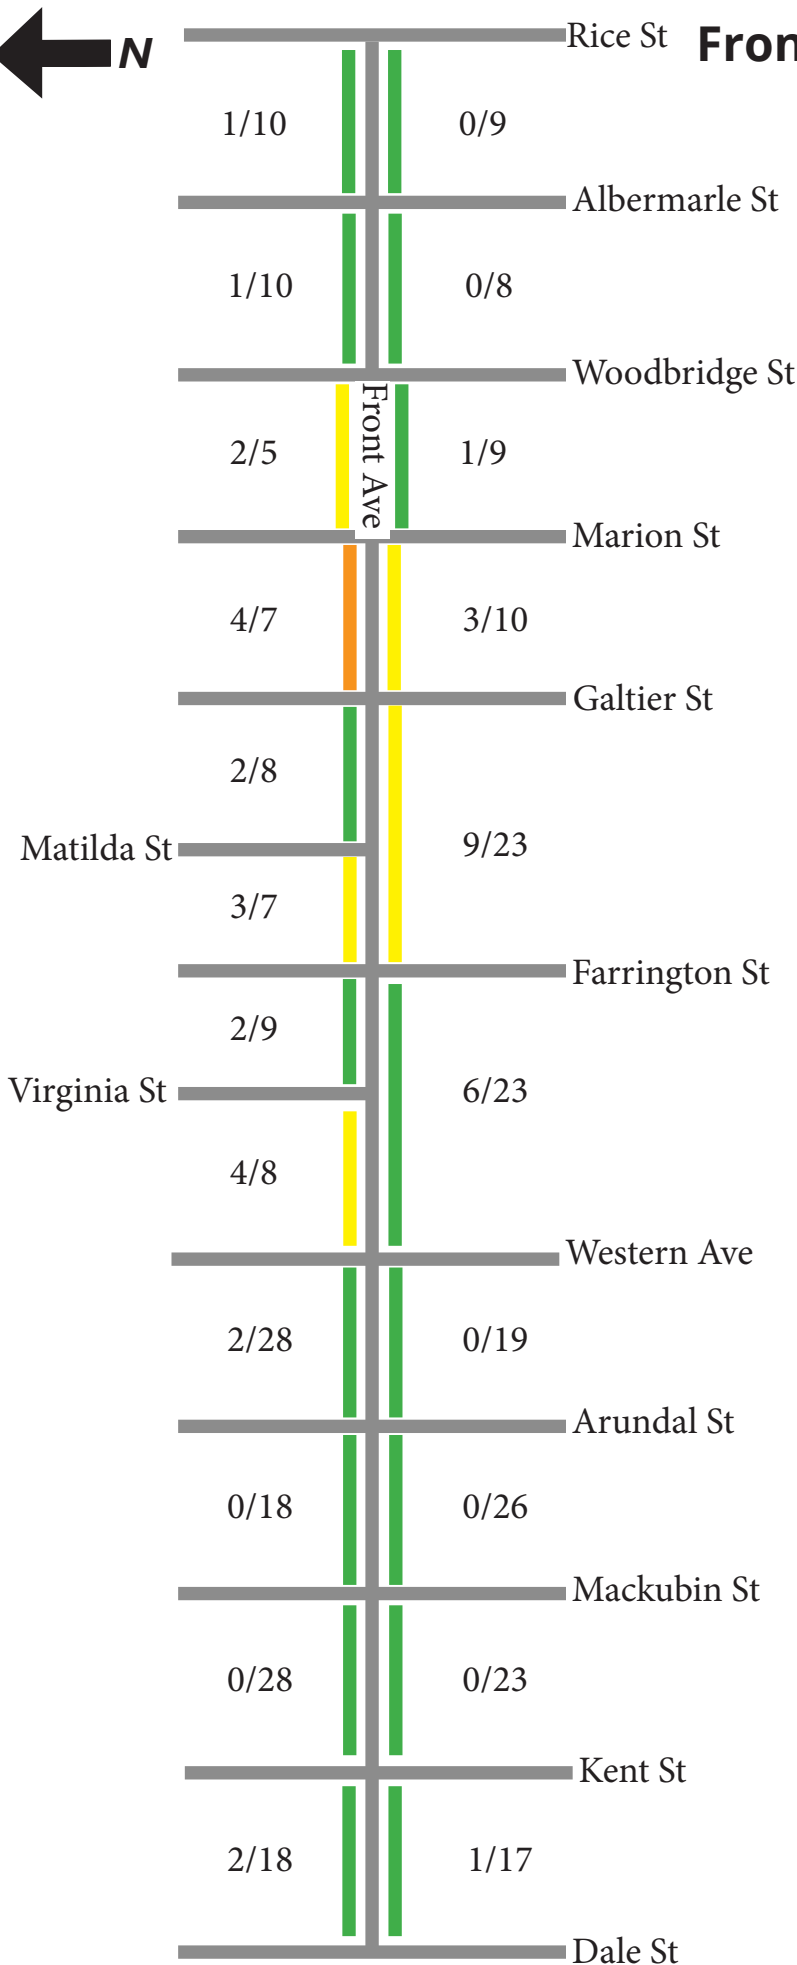 N
Rice St
Fron
1/10
0/9
Albermarle St
1/10
0/8
Woodbridge St
Front Ave
2/5
1/9
Marion St
4/7
3/10
Galtier St
2/8
Matilda St
9/23
3/7
Farrington St
2/9
Virginia St
6/23
4/8
Western Ave
2/28
0/19
Arundal St
0/18
0/26
Mackubin St
0/28
0/23
Kent St
2/18
1/17
Dale St